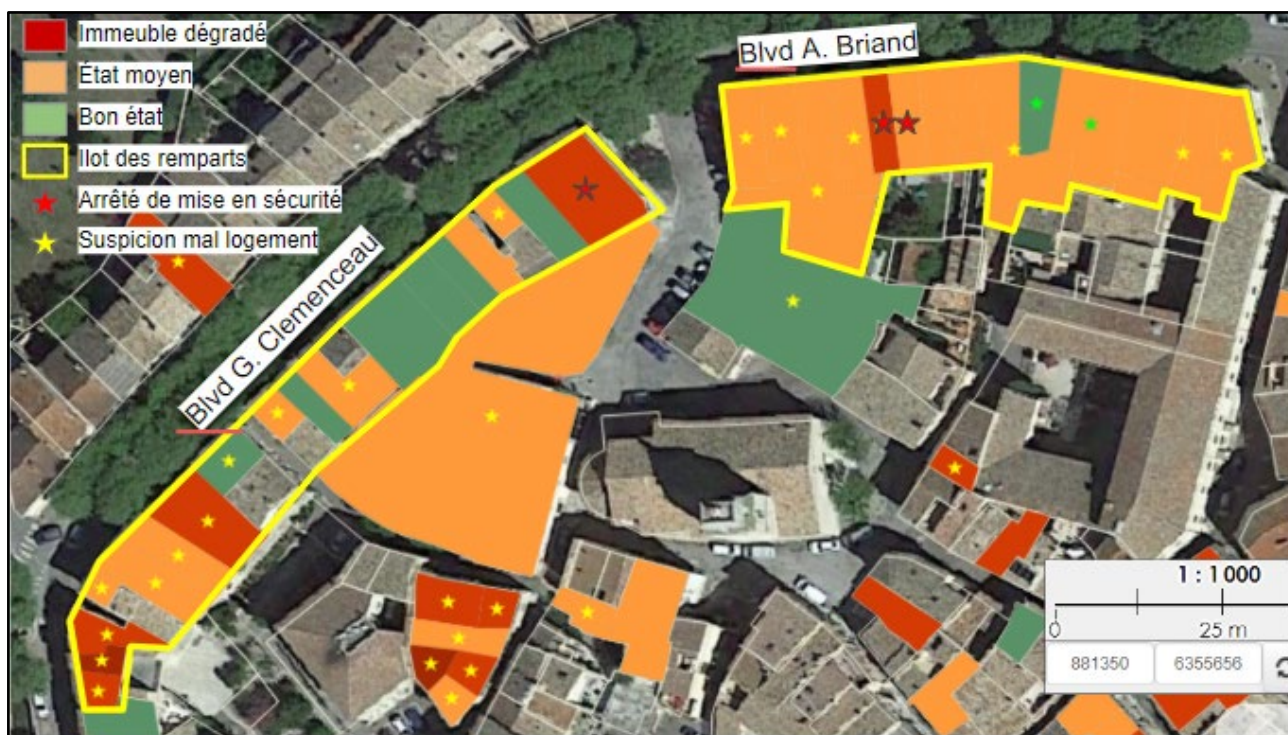 Immeuble dégradé
État moyen
Bon état
Ilot des remparts
Arrêté de mise en sécurité
Suspicion mal logement
Blvd A. Briand
Blvd G. Clemenceau
1 : 1 000
0 25 m
881350 6355656